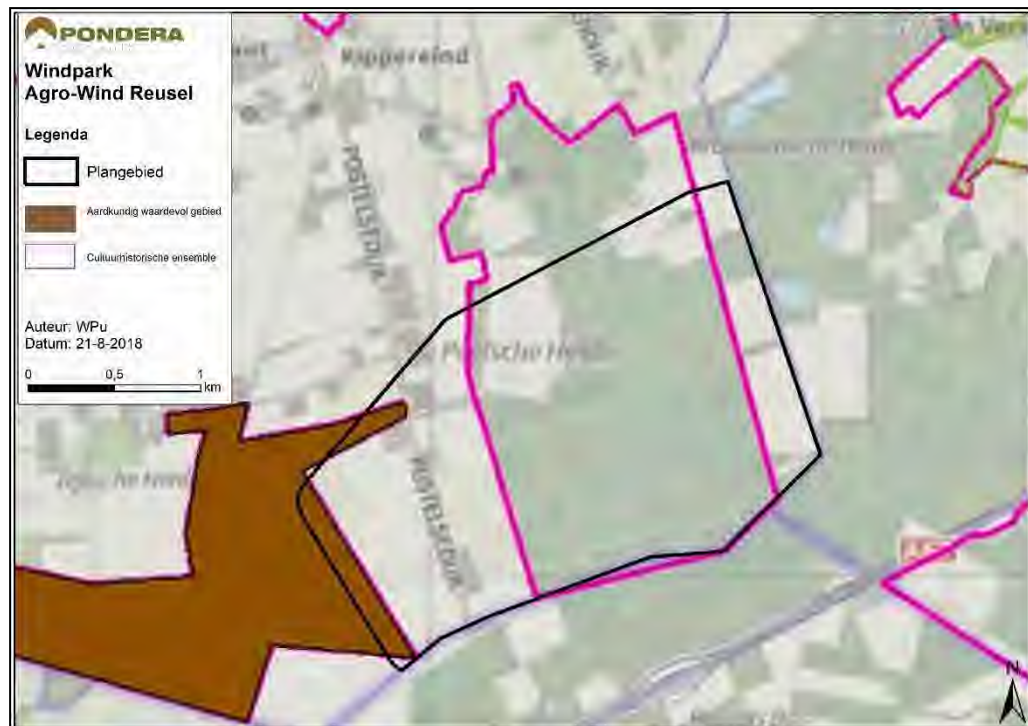 PONDERA
Windpark
Agro-Wind Reusel
Legenda
Plangebied
Aardkundig waardevol gebied
Cultuurhistorische ensemble
Auteur: WPu
Datum: 21-8-2018
0 0,5 1
km
Kippereind
POSTELSEDIJK
POSTELSEDIJK
N